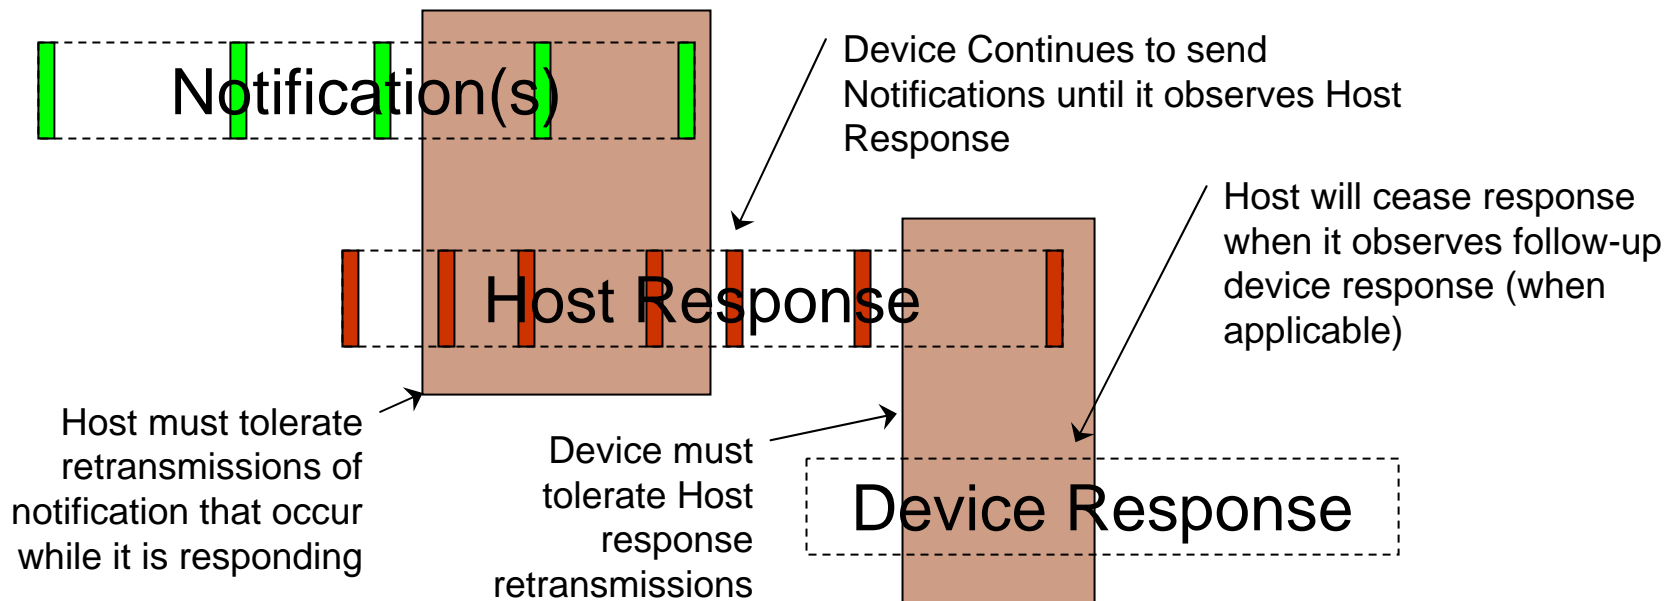 Notification(s)
Device Continues to send
Notifications until it observes Host
Response
Host will cease response
when it observes follow-up
device response (when
applicable)
Host Response
Host must tolerate
retransmissions of
notification that occur
while it is responding
Device must
tolerate Host
response
retransmissions
Device Response